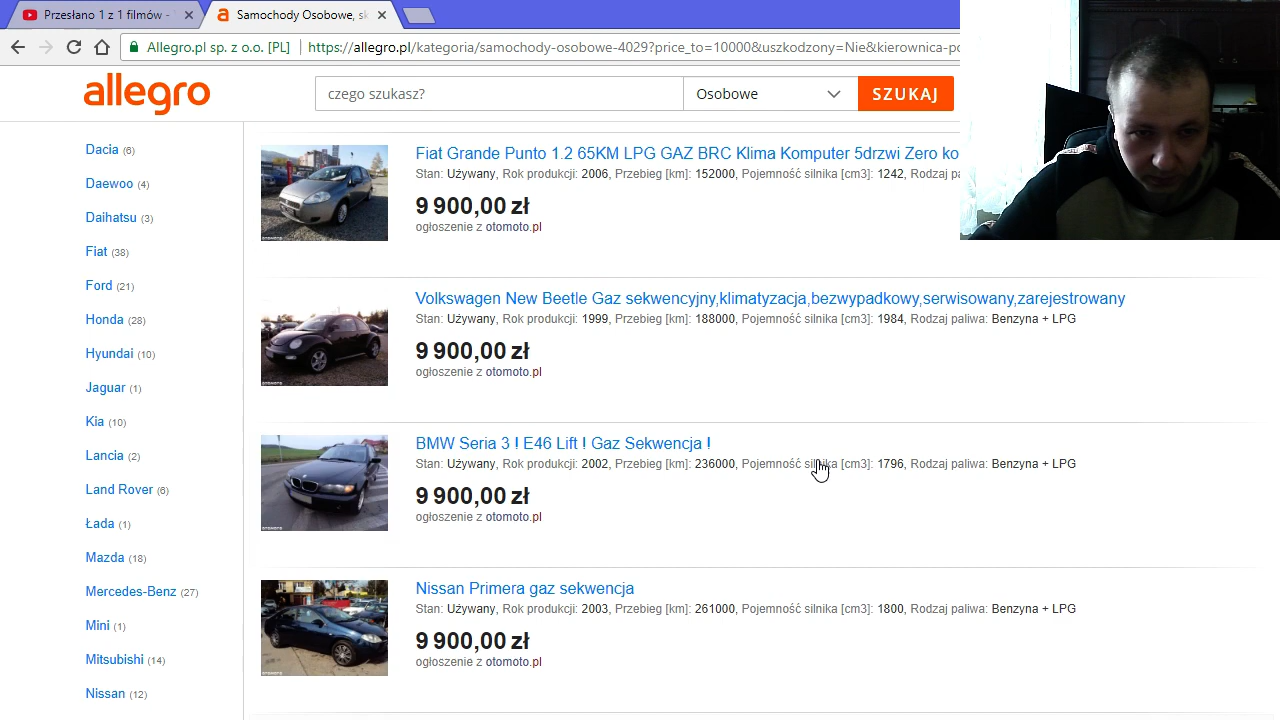 Przesłano 1 z 1 filmów -
Samochody Osobowe, sk
Allegro.pl sp. z o.o. [PL]
https://allegro.pl/kategoria/samochody-osobowe-4029?price_to=10000&uszkodzony=Nie&kierownica-po
allegro
czego szukasz?
Osobowe
SZUKAJ
Dacia (6)
Daewoo (4)
Daihatsu (3)
Fiat (38)
Ford (21)
Honda (28)
Hyundai (10)
Jaguar (1)
Kia (10)
Lancia (2)
Land Rover (6)
Łada (1)
Mazda (18)
Mercedes-Benz (27)
Mini (1)
Mitsubishi (14)
Nissan (12)
Fiat Grande Punto 1.2 65KM LPG GAZ BRC Klima Komputer 5drzwi Zero ko
Stan: Używany, Rok produkcji: 2006, Przebieg [km]: 152000, Pojemność silnika [cm3]: 1242, Rodzaj pa
9 900,00 zł
ogłoszenie z otomoto.pl
Volkswagen New Beetle Gaz sekwencyjny,klimatyzacja,bezwypadkowy,serwisowany,zarejestrowany
Stan: Używany, Rok produkcji: 1999, Przebieg [km]: 188000, Pojemność silnika [cm3]: 1984, Rodzaj paliwa: Benzyna + LPG
9 900,00 zł
ogłoszenie z otomoto.pl
BMW Seria 3 ! E46 Lift ! Gaz Sekwencja !
Stan: Używany, Rok produkcji: 2002, Przebieg [km]: 236000, Pojemność silnika [cm3]: 1796, Rodzaj paliwa: Benzyna + LPG
9 900,00 zł
ogłoszenie z otomoto.pl
Nissan Primera gaz sekwencja
Stan: Używany, Rok produkcji: 2003, Przebieg [km]: 261000, Pojemność silnika [cm3]: 1800, Rodzaj paliwa: Benzyna + LPG
9 900,00 zł
ogłoszenie z otomoto.pl